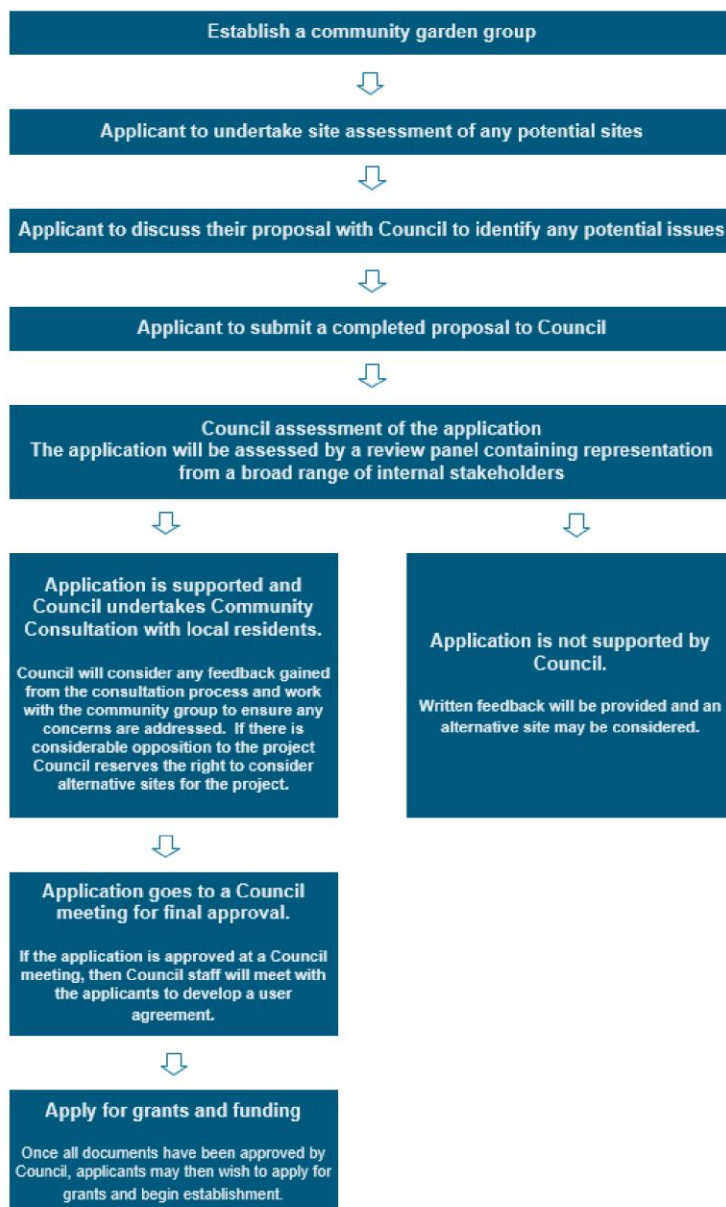 Establish a community garden group
Applicant to undertake site assessment of any potential sites
Applicant to discuss their proposal with Council to identify any potential issues
Applicant to submit a completed proposal to Council
Council assessment of the application
The application will be assessed by a review panel containing representation
from a broad range of internal stakeholders
Application is supported and
Council undertakes Community
Consultation with local residents.
Council will consider any feedback gained
from the consultation process and work
with the community group to ensure any
concerns are addressed. If there is
considerable opposition to the project
Council reserves the right to consider
alternative sites for the project.
Application is not supported by
Council.
Written feedback will be provided and an
alternative site may be considered.
Application goes to a Council
meeting for final approval.
If the application is approved at a Council
meeting, then Council staff will meet with
the applicants to develop a user
agreement.
Apply for grants and funding
Once all documents have been approved by
Council, applicants may then wish to apply for
grants and begin establishment.